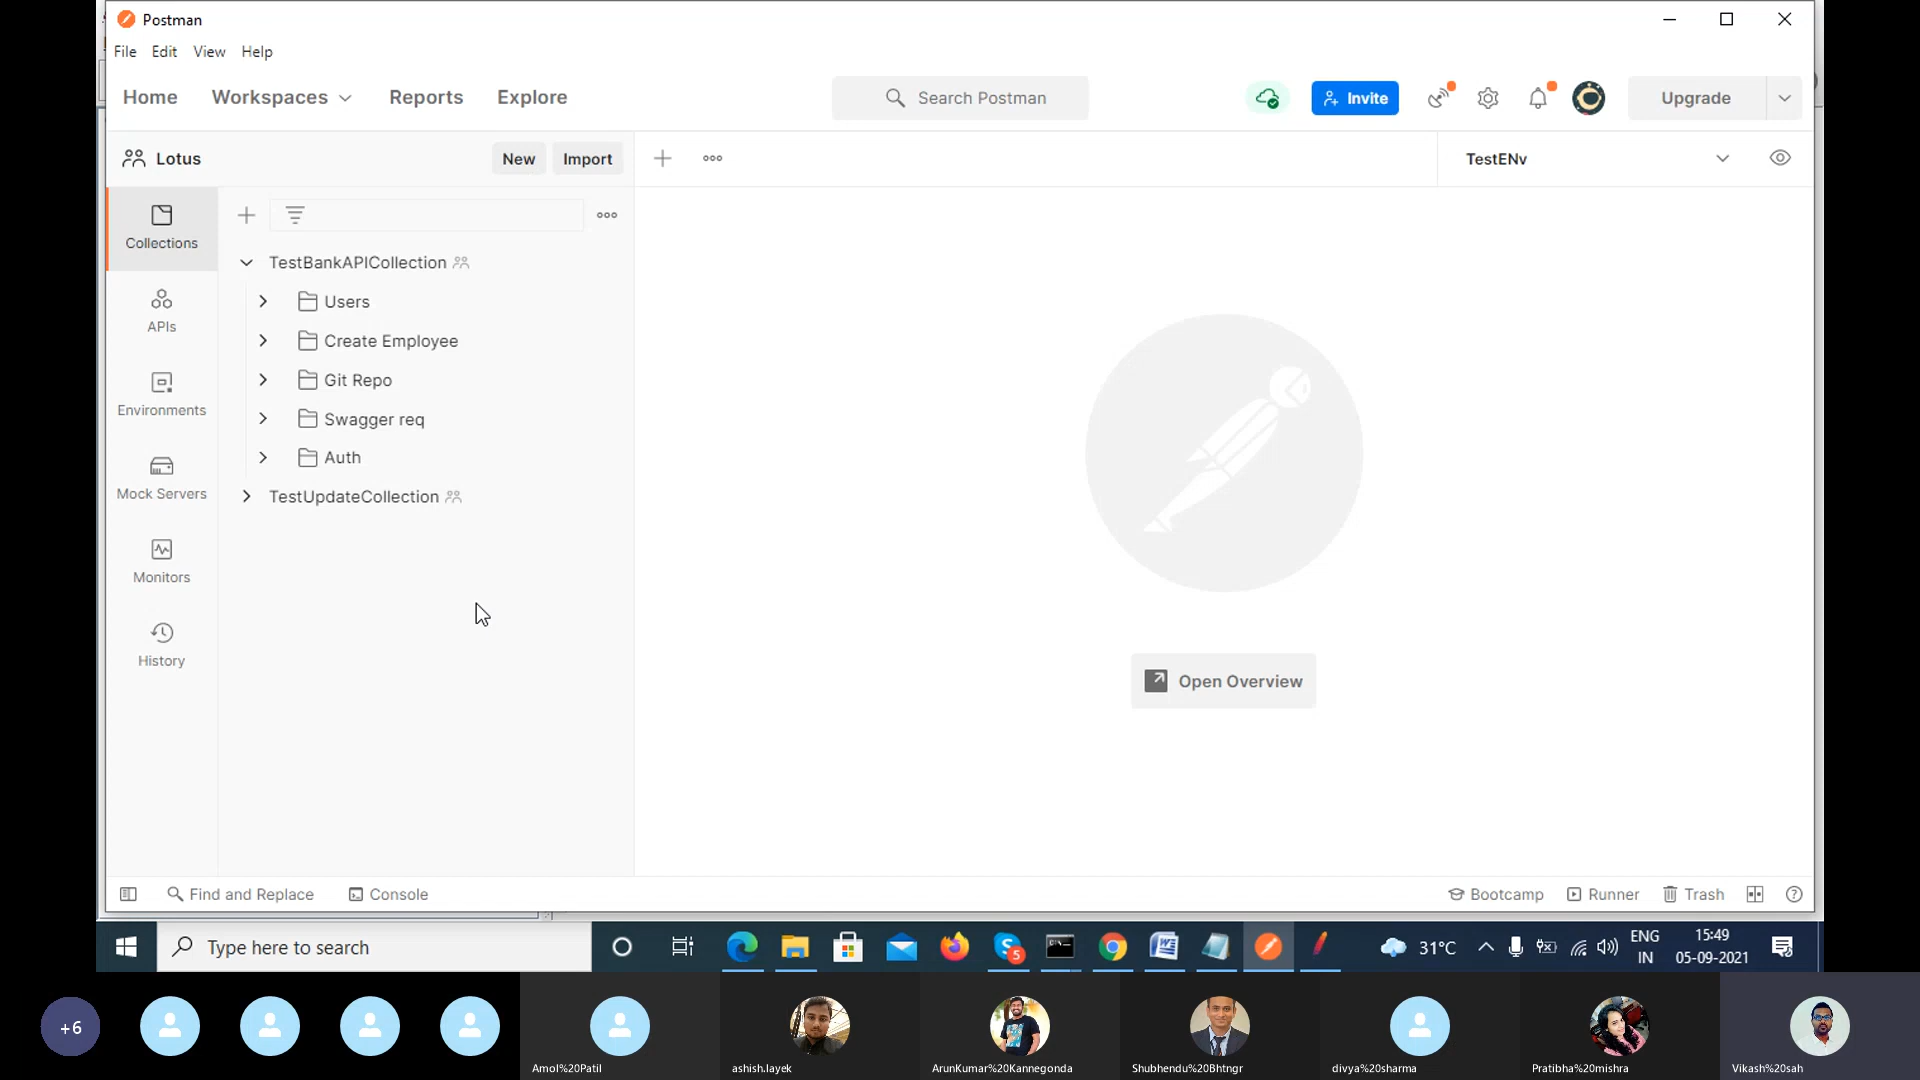 Postman
File Edit View Help
Home Workspaces Reports Explore
Search Postman
Invite
Upgrade
Lotus
New Import
TestENv
Collections
APIs
Environments
Mock Servers
Monitors
History
TestBankAPICollection
Users
Create Employee
Git Repo
Swagger req
Auth
TestUpdateCollection
Open Overview
Find and Replace Console
Bootcamp Runner Trash
Type here to search
5
31°C
ENG
IN
15:49
05-09-2021
+6
Amol%20Patil
ashish.layek
ArunKumar%20Kannegonda
Shubhendu%20Bhtngr
divya%20sharma
Pratibha%20mishra
Vikash%20sah